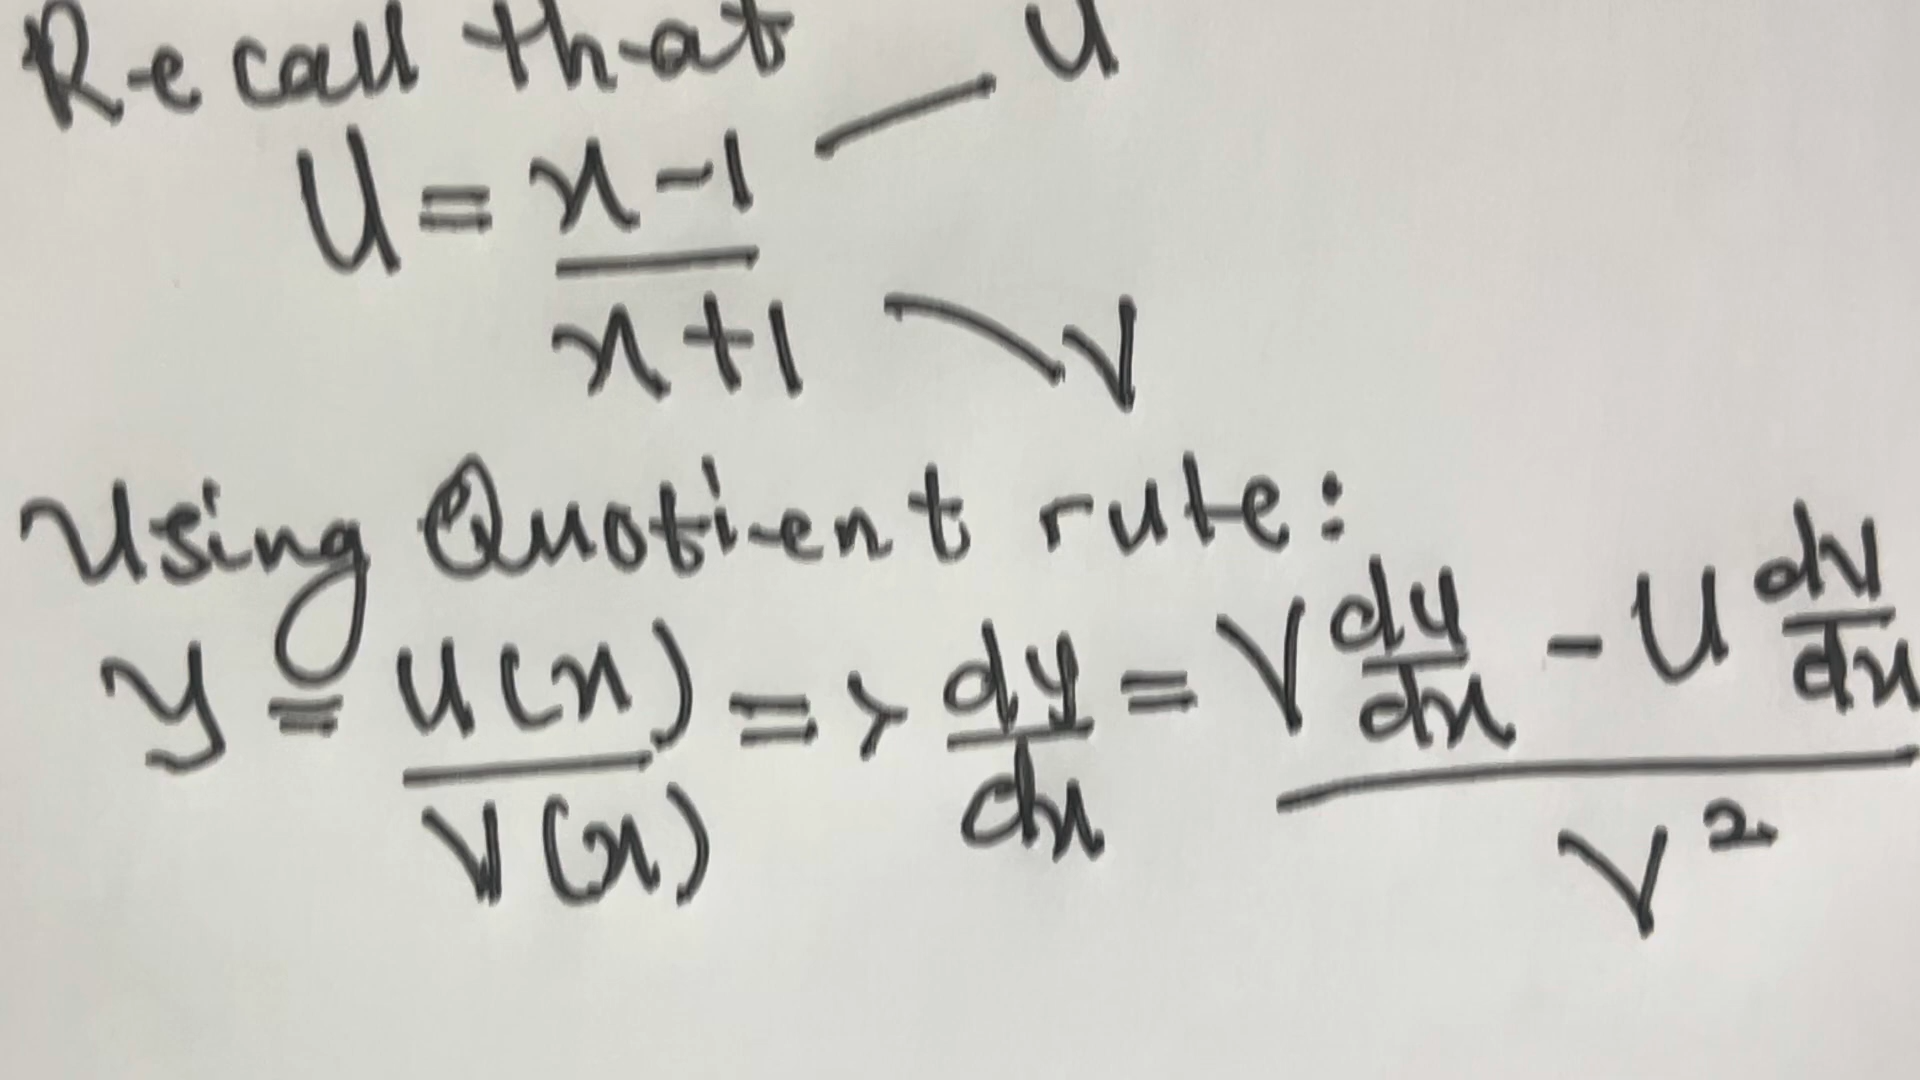 Recall that
U = x-1 — U
x+1 \ V
Using Quotient rule:
y = U(x) => dy = V du - U dv
V(x) dx dx dx
V²